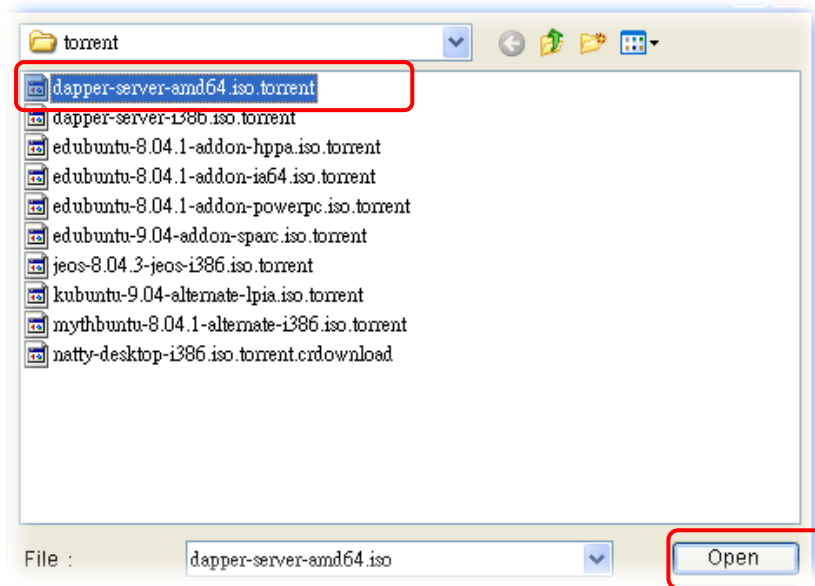 torrent
dapper-server-amd64.iso.torrent
dapper-server-i386.iso.torrent
edubuntu-8.04.1-addon-hppa.iso.torrent
edubuntu-8.04.1-addon-ia64.iso.torrent
edubuntu-8.04.1-addon-powerpc.iso.torrent
edubuntu-9.04-addon-sparc.iso.torrent
jeos-8.04.3-jeos-i386.iso.torrent
kubuntu-9.04-alternate-lpia.iso.torrent
mythbuntu-8.04.1-alternate-i386.iso.torrent
natty-desktop-i386.iso.torrent.crdownload
File : dapper-server-amd64.iso Open